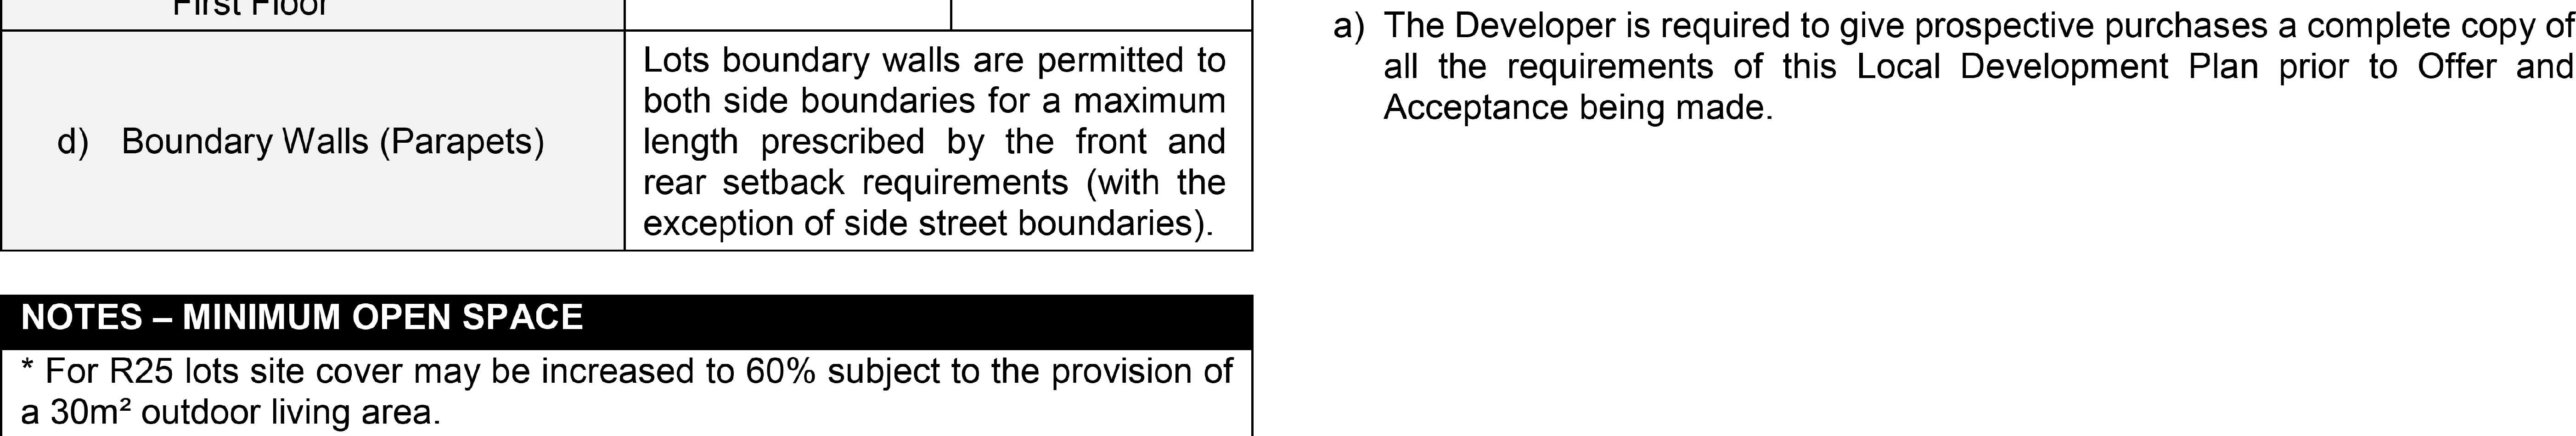 First Floor
d) Boundary Walls (Parapets)
Lots boundary walls are permitted to
both side boundaries for a maximum
length prescribed by the front and
rear setback requirements (with the
exception of side street boundaries).
NOTES – MINIMUM OPEN SPACE
* For R25 lots site cover may be increased to 60% subject to the provision of
a 30m² outdoor living area.
a) The Developer is required to give prospective purchases a complete copy of
all the requirements of this Local Development Plan prior to Offer and
Acceptance being made.